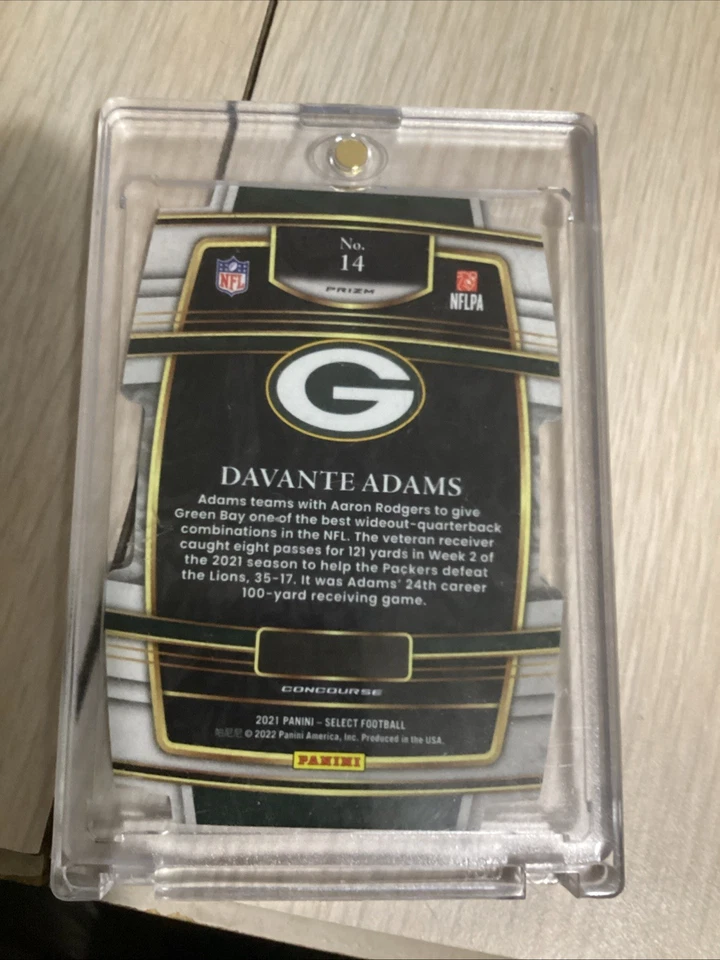 No.
14
PRIZM
NFL
NFLPA
G
DAVANTE ADAMS
Adams teams with Aaron Rodgers to give
Green Bay one of the best wideout-quarterback
combinations in the NFL. The veteran receiver
caught eight passes for 121 yards in Week 2 of
the 2021 season to help the Packers defeat
the Lions, 35-17. It was Adams' 24th career
100-yard receiving game.
CONCOURSE
2021 PANINI - SELECT FOOTBALL
© 2022 Panini America, Inc. Produced in the USA.
PANINI